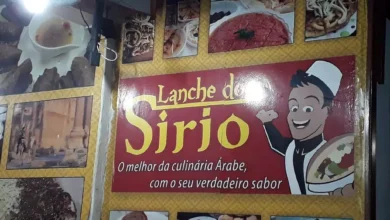 Lanche do
Sirio
O melhor da culinária Árabe,
com o seu verdadeiro sabor